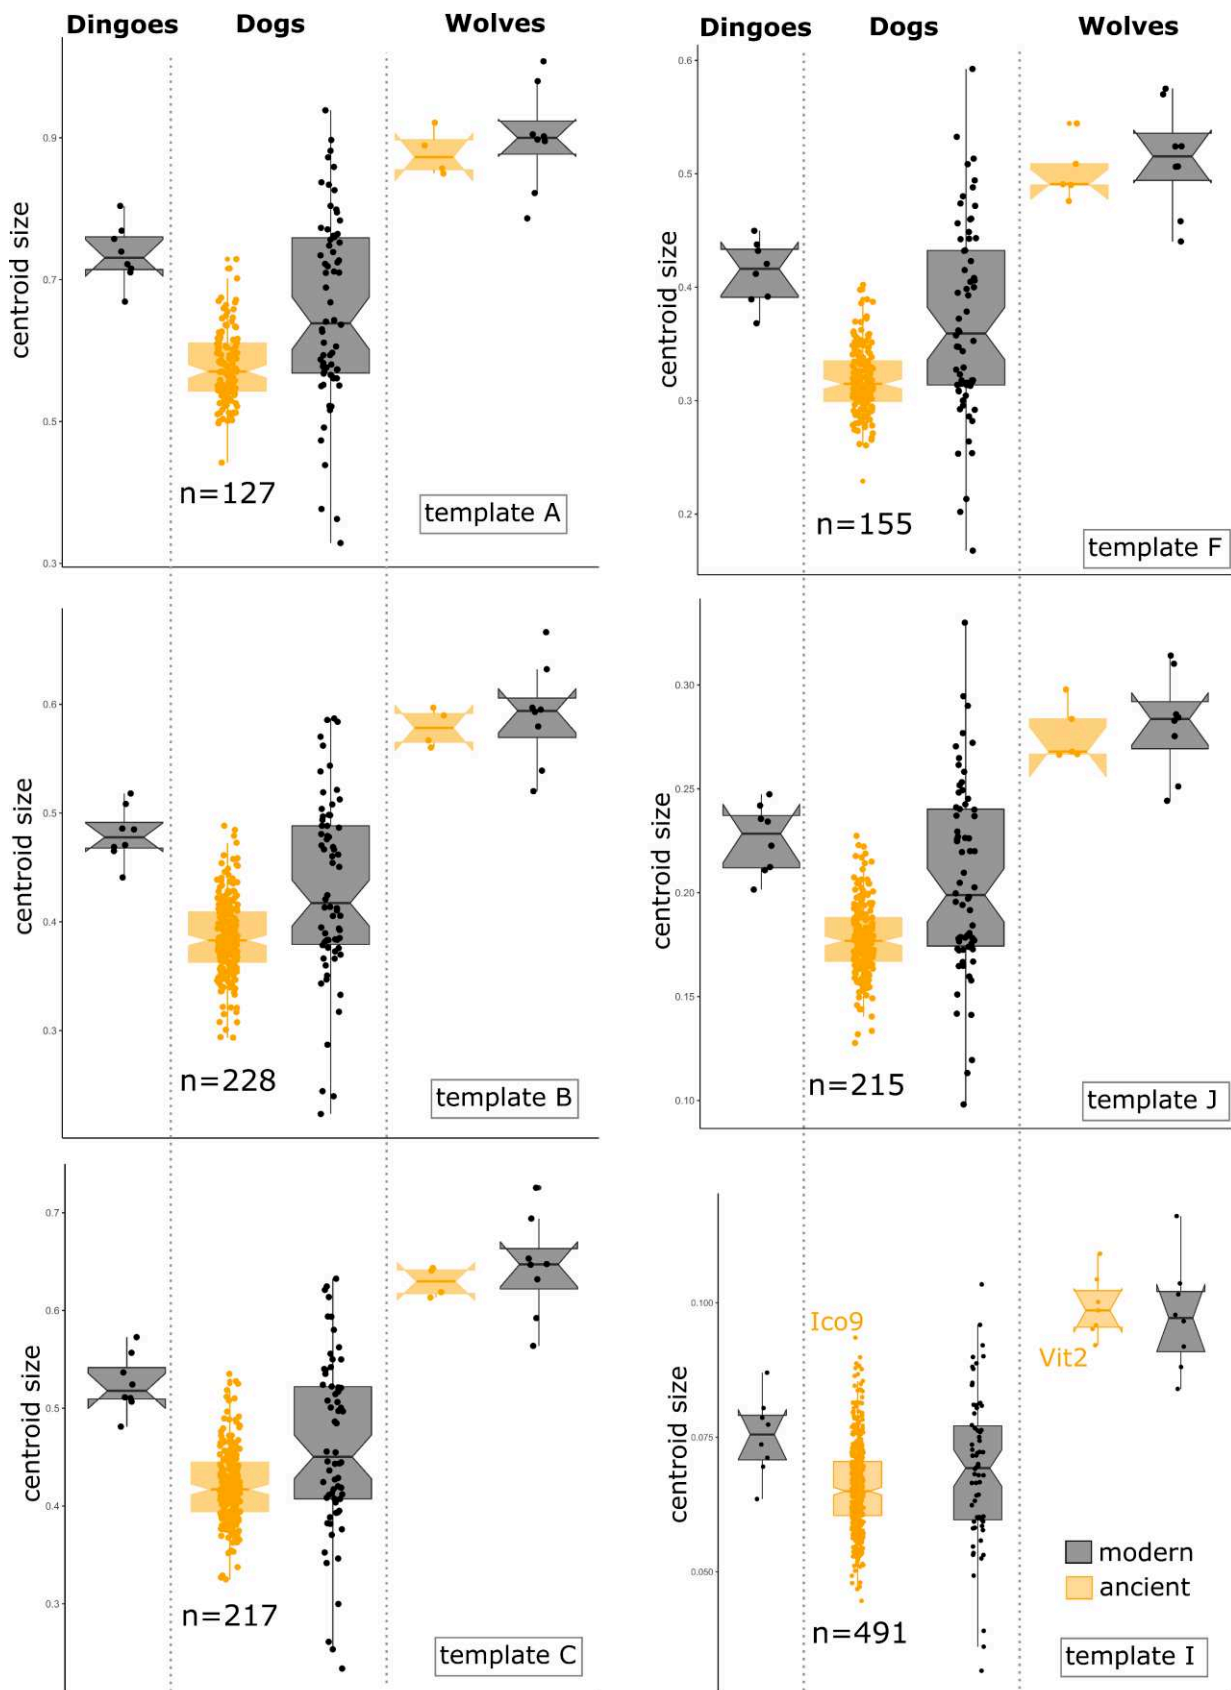 Dingoes Dogs Wolves
centroid size
0.9
0.7
0.5
0.3
n=127
template A
Dingoes Dogs Wolves
centroid size
0.6
0.5
0.4
0.3
0.2
n=155
template F
centroid size
0.6
0.5
0.4
0.3
n=228
template B
centroid size
0.30
0.25
0.20
0.15
0.10
n=215
template J
centroid size
0.7
0.6
0.5
0.4
0.3
n=217
template C
centroid size
0.100
0.075
0.050
Ico9
Vit2
n=491
modern
ancient
template I